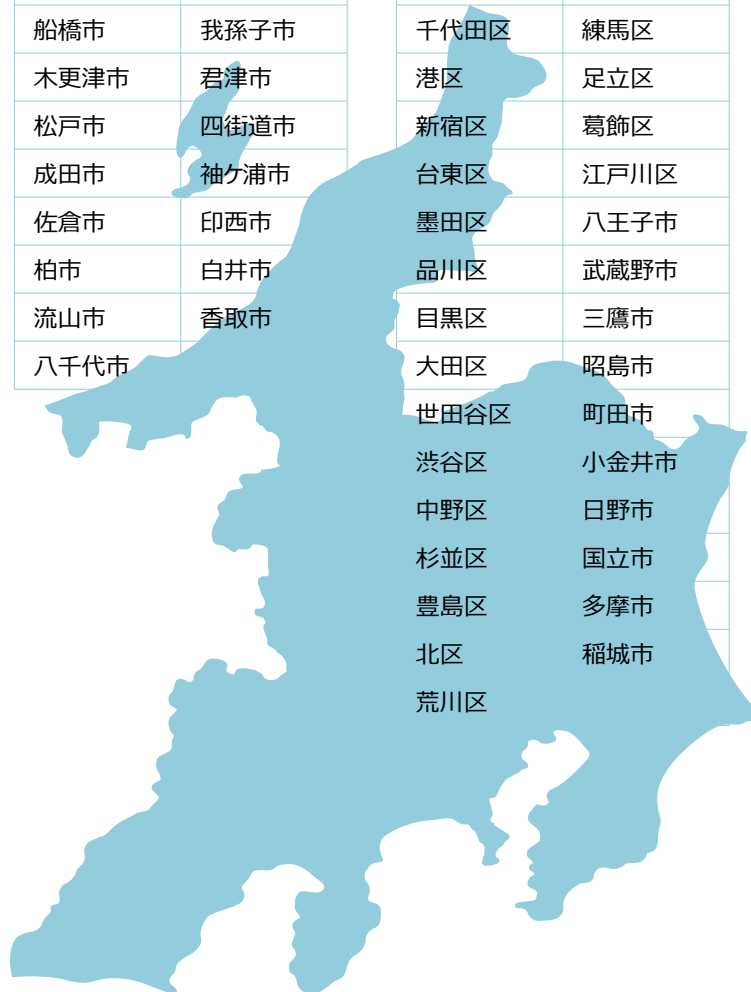 船橋市 我孫子市
木更津市 君津市
松戸市 四街道市
成田市 袖ケ浦市
佐倉市 印西市
柏市 白井市
流山市 香取市
八千代市
千代田区 練馬区
港区 足立区
新宿区 葛飾区
台東区 江戸川区
墨田区 八王子市
品川区 武蔵野市
目黒区 三鷹市
大田区 昭島市
世田谷区 町田市
渋谷区 小金井市
中野区 日野市
杉並区 国立市
豊島区 多摩市
北区 稲城市
荒川区